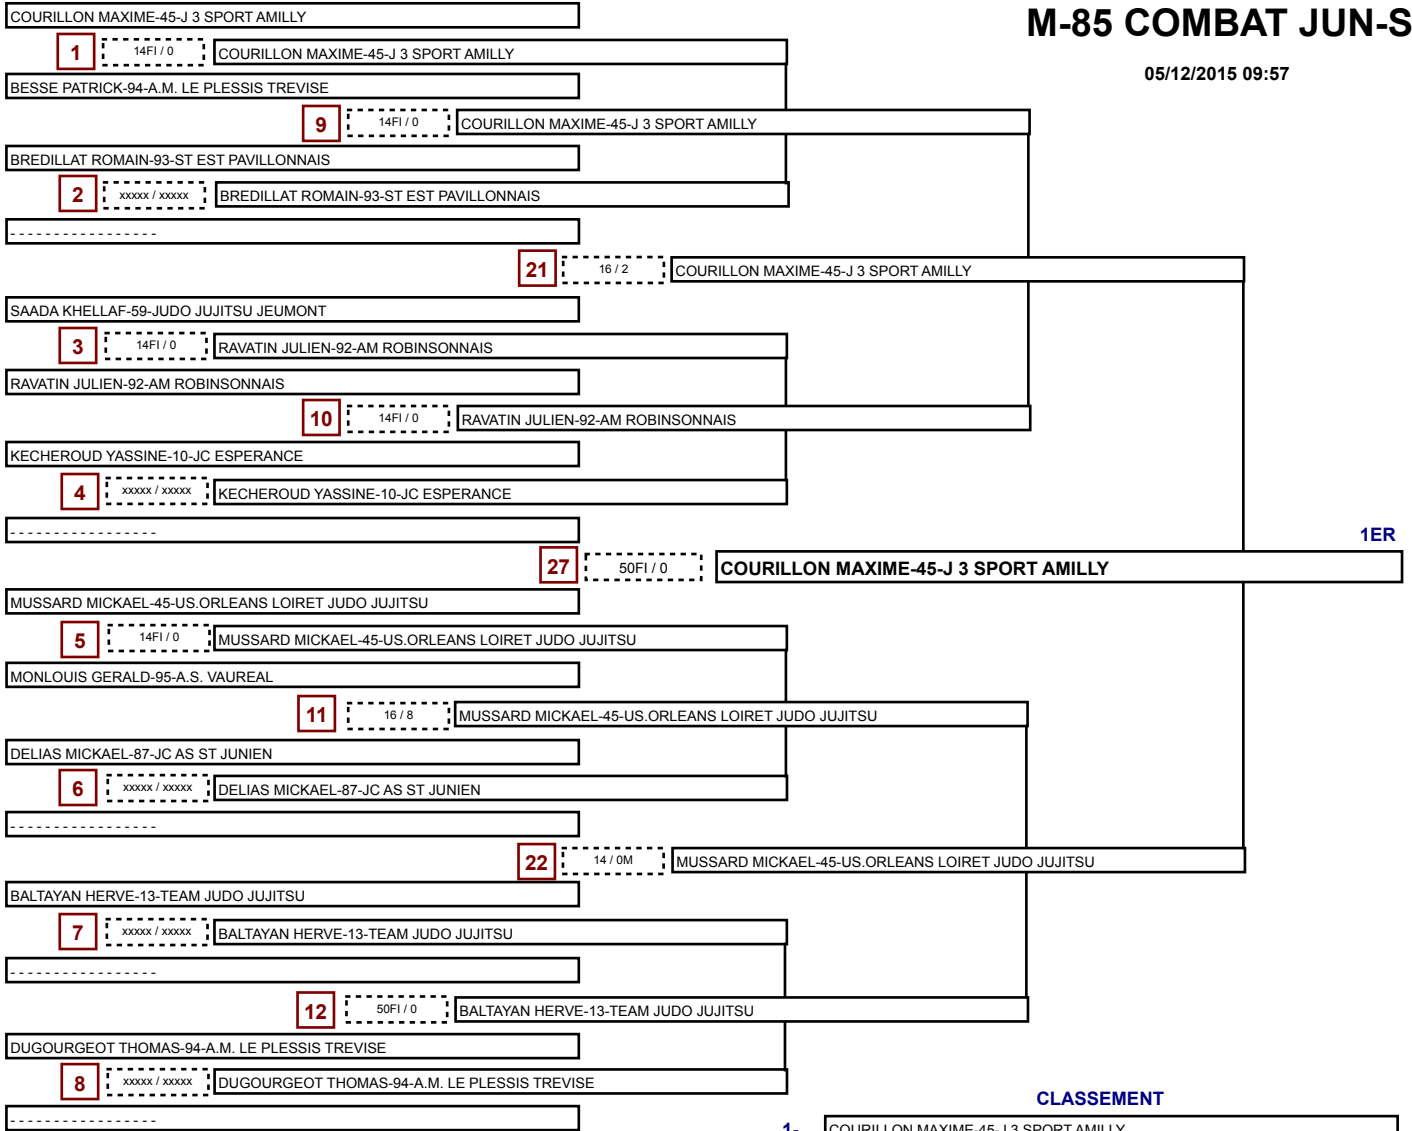 COURILLON MAXIME-45-J 3 SPORT AMILLY
M-85 COMBAT JUN-S
1 14FI / 0 COURILLON MAXIME-45-J 3 SPORT AMILLY
05/12/2015 09:57
BESSE PATRICK-94-A.M. LE PLESSIS TREVISE
9 14FI / 0 COURILLON MAXIME-45-J 3 SPORT AMILLY
BREDILLAT ROMAIN-93-ST EST PAVILLONNAIS
2 xxxxx / xxxxx BREDILLAT ROMAIN-93-ST EST PAVILLONNAIS
- - - - - - - - - - - - - - - - -
21 16 / 2 COURILLON MAXIME-45-J 3 SPORT AMILLY
SAADA KHELLAF-59-JUDO JUJITSU JEUMONT
3 14FI / 0 RAVATIN JULIEN-92-AM ROBINSONNAIS
RAVATIN JULIEN-92-AM ROBINSONNAIS
10 14FI / 0 RAVATIN JULIEN-92-AM ROBINSONNAIS
KECHEROUD YASSINE-10-JC ESPERANCE
4 xxxxx / xxxxx KECHEROUD YASSINE-10-JC ESPERANCE
- - - - - - - - - - - - - - - - -
1ER
27 50FI / 0 COURILLON MAXIME-45-J 3 SPORT AMILLY
MUSSARD MICKAEL-45-US.ORLEANS LOIRET JUDO JUJITSU
5 14FI / 0 MUSSARD MICKAEL-45-US.ORLEANS LOIRET JUDO JUJITSU
MONLOUIS GERALD-95-A.S. VAUREAL
11 16 / 8 MUSSARD MICKAEL-45-US.ORLEANS LOIRET JUDO JUJITSU
DELIAS MICKAEL-87-JC AS ST JUNIEN
6 xxxxx / xxxxx DELIAS MICKAEL-87-JC AS ST JUNIEN
- - - - - - - - - - - - - - - - -
22 14 / 0M MUSSARD MICKAEL-45-US.ORLEANS LOIRET JUDO JUJITSU
BALTAYAN HERVE-13-TEAM JUDO JUJITSU
7 xxxxx / xxxxx BALTAYAN HERVE-13-TEAM JUDO JUJITSU
- - - - - - - - - - - - - - - - -
12 50FI / 0 BALTAYAN HERVE-13-TEAM JUDO JUJITSU
DUGOURGEOT THOMAS-94-A.M. LE PLESSIS TREVISE
8 xxxxx / xxxxx DUGOURGEOT THOMAS-94-A.M. LE PLESSIS TREVISE
CLASSEMENT
- - - - - - - - - - - - - - - - -
1- COURILLON MAXIME-45-J 3 SPORT AMILLY